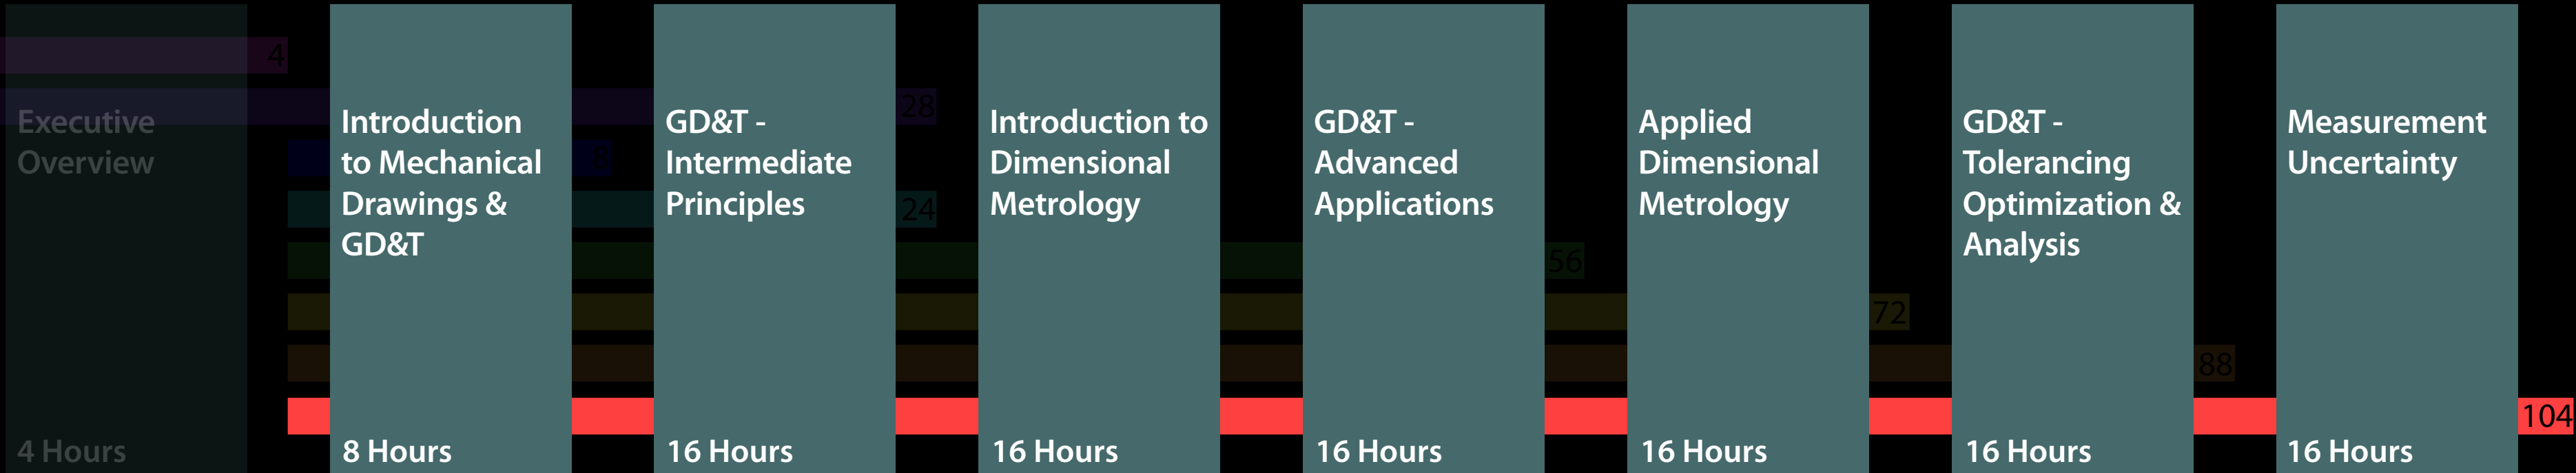 4
28
8
24
56
72
88
104
Executive
Overview
4 Hours
Introduction
to Mechanical
Drawings &
GD&T
8 Hours
GD&T -
Intermediate
Principles
16 Hours
Introduction to
Dimensional
Metrology
16 Hours
GD&T -
Advanced
Applications
16 Hours
Applied
Dimensional
Metrology
16 Hours
GD&T -
Tolerancing
Optimization &
Analysis
16 Hours
Measurement
Uncertainty
16 Hours